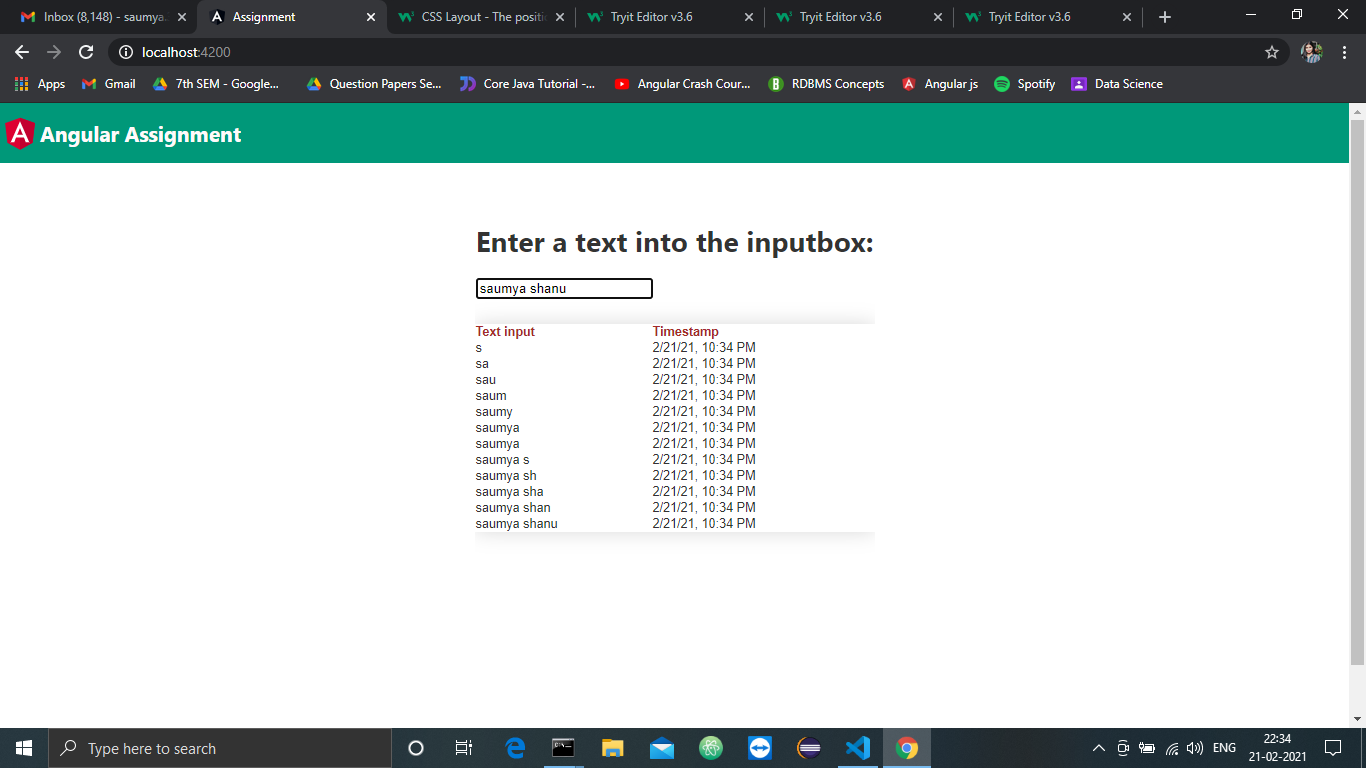 Inbox (8,148) - saumya.
Assignment
CSS Layout - The positi
Tryit Editor v3.6
Tryit Editor v3.6
Tryit Editor v3.6
localhost:4200
Apps
Gmail
7th SEM - Google...
Question Papers Se...
Core Java Tutorial -...
Angular Crash Cour...
RDBMS Concepts
Angular js
Spotify
Data Science
Angular Assignment
Enter a text into the inputbox:
saumya shanu
Text input Timestamp
s 2/21/21, 10:34 PM
sa 2/21/21, 10:34 PM
sau 2/21/21, 10:34 PM
saum 2/21/21, 10:34 PM
saumy 2/21/21, 10:34 PM
saumya 2/21/21, 10:34 PM
saumya 2/21/21, 10:34 PM
saumya s 2/21/21, 10:34 PM
saumya sh 2/21/21, 10:34 PM
saumya sha 2/21/21, 10:34 PM
saumya shan 2/21/21, 10:34 PM
saumya shanu 2/21/21, 10:34 PM
Type here to search
ENG
22:34
21-02-2021